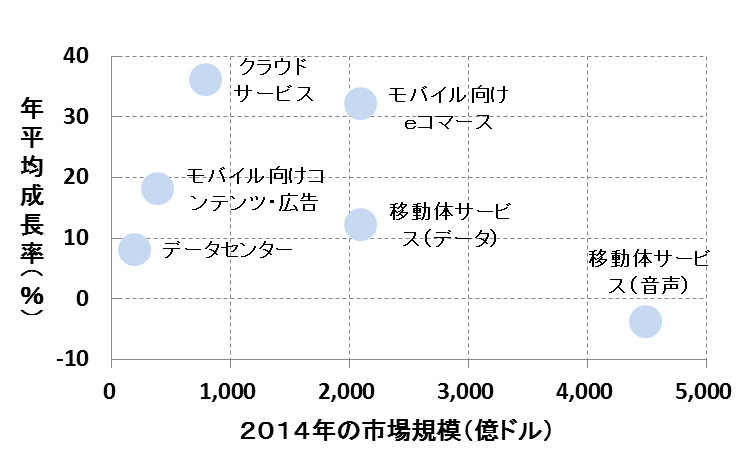 40
30
20
10
0
-10
年平均成長率(%)
クラウド
サービス
モバイル向け
eコマース
モバイル向けコ
ンテンツ・広告
移動体サービ
ス(データ)
データセンター
移動体サービ
ス(音声)
0 1,000 2,000 3,000 4,000 5,000
2014年の市場規模(億ドル)